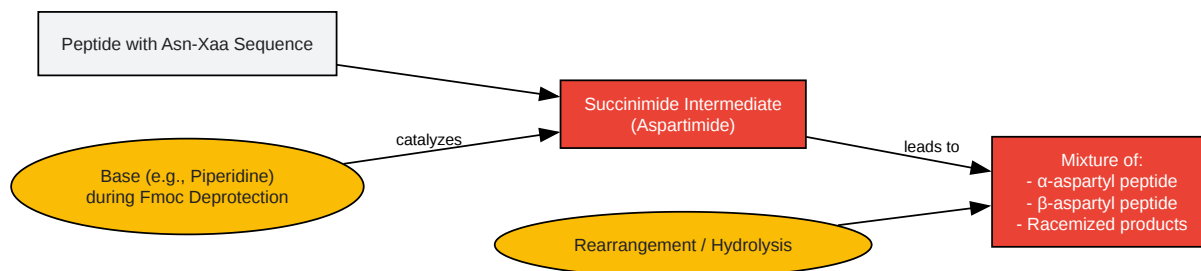 Peptide with Asn-Xaa Sequence
Succinimide Intermediate
(Aspartimide)
catalyzes
leads to
Base (e.g., Piperidine)
during Fmoc Deprotection
Mixture of:
- α-aspartyl peptide
- β-aspartyl peptide
- Racemized products
Rearrangement / Hydrolysis